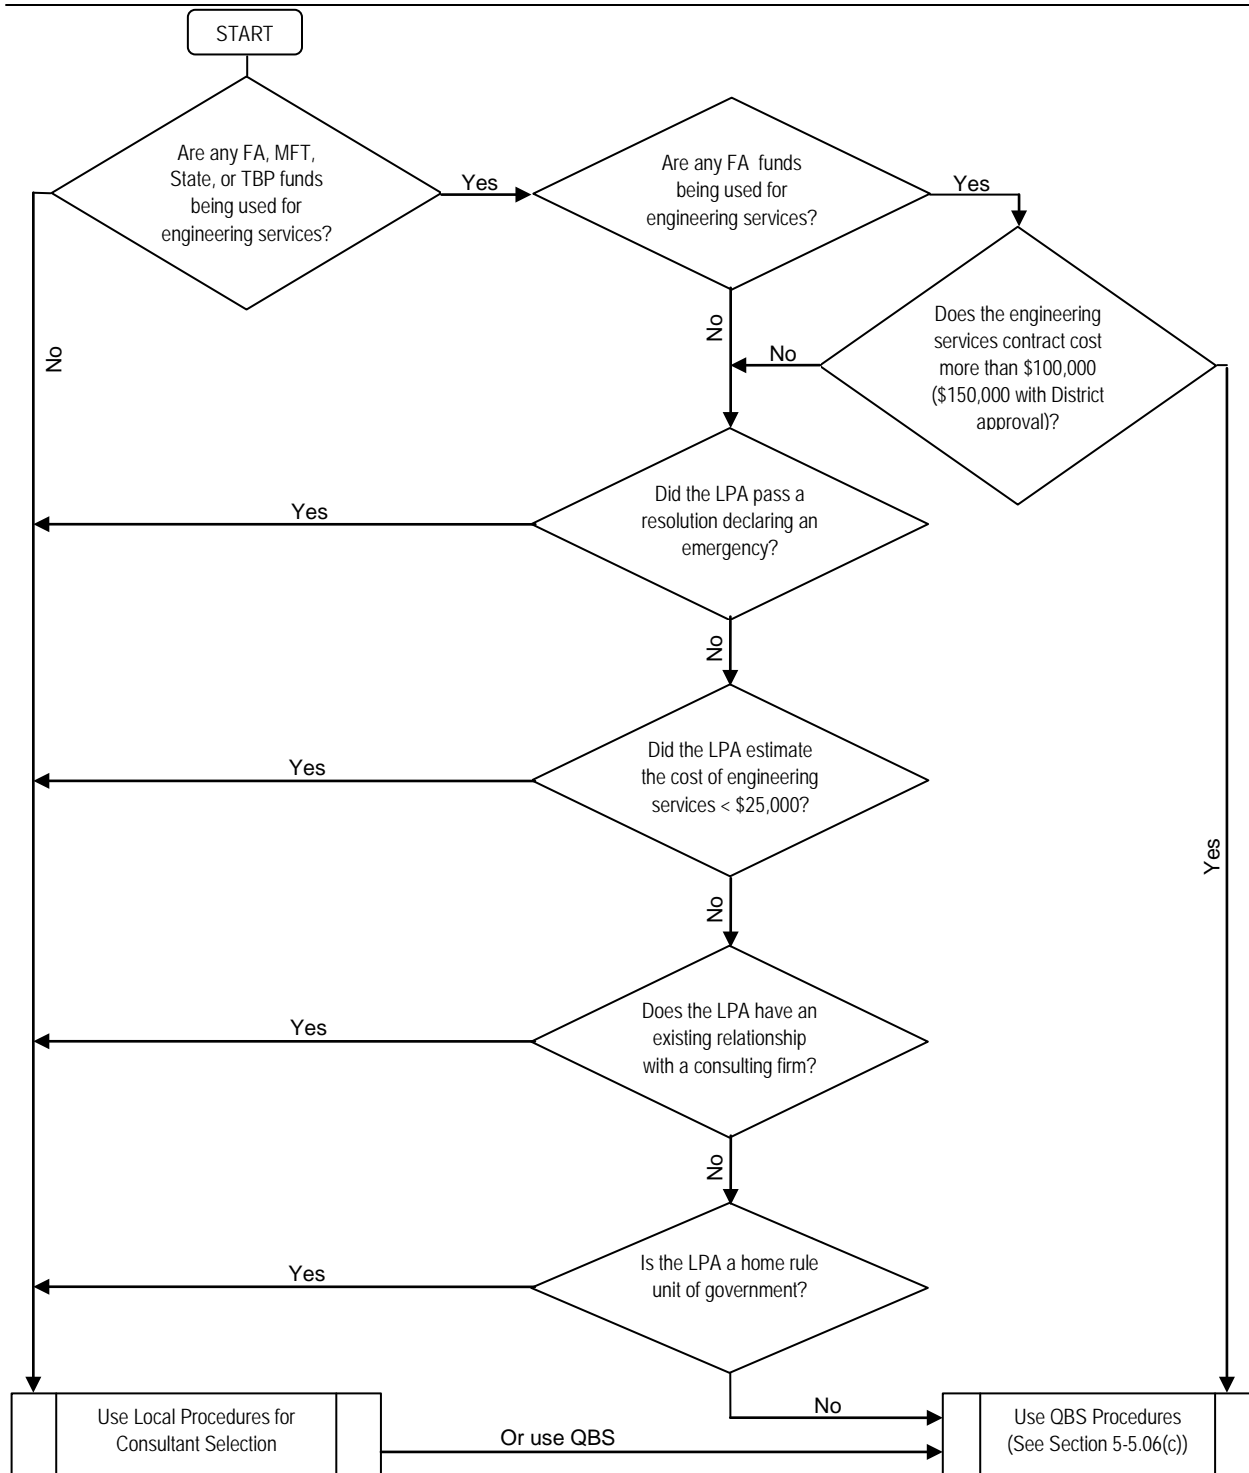 START
Are any FA, MFT,
State, or TBP funds
being used for
engineering services?
Yes
Are any FA funds
being used for
engineering services?
Yes
No
No
No
Does the engineering
services contract cost
more than $100,000
($150,000 with District
approval)?
Did the LPA pass a
resolution declaring an
emergency?
Yes
No
Did the LPA estimate
the cost of engineering
services < $25,000?
Yes
Yes
No
Does the LPA have an
existing relationship
with a consulting firm?
Yes
No
Is the LPA a home rule
unit of government?
Yes
No
Use Local Procedures for
Consultant Selection
Or use QBS
Use QBS Procedures
(See Section 5-5.06(c))